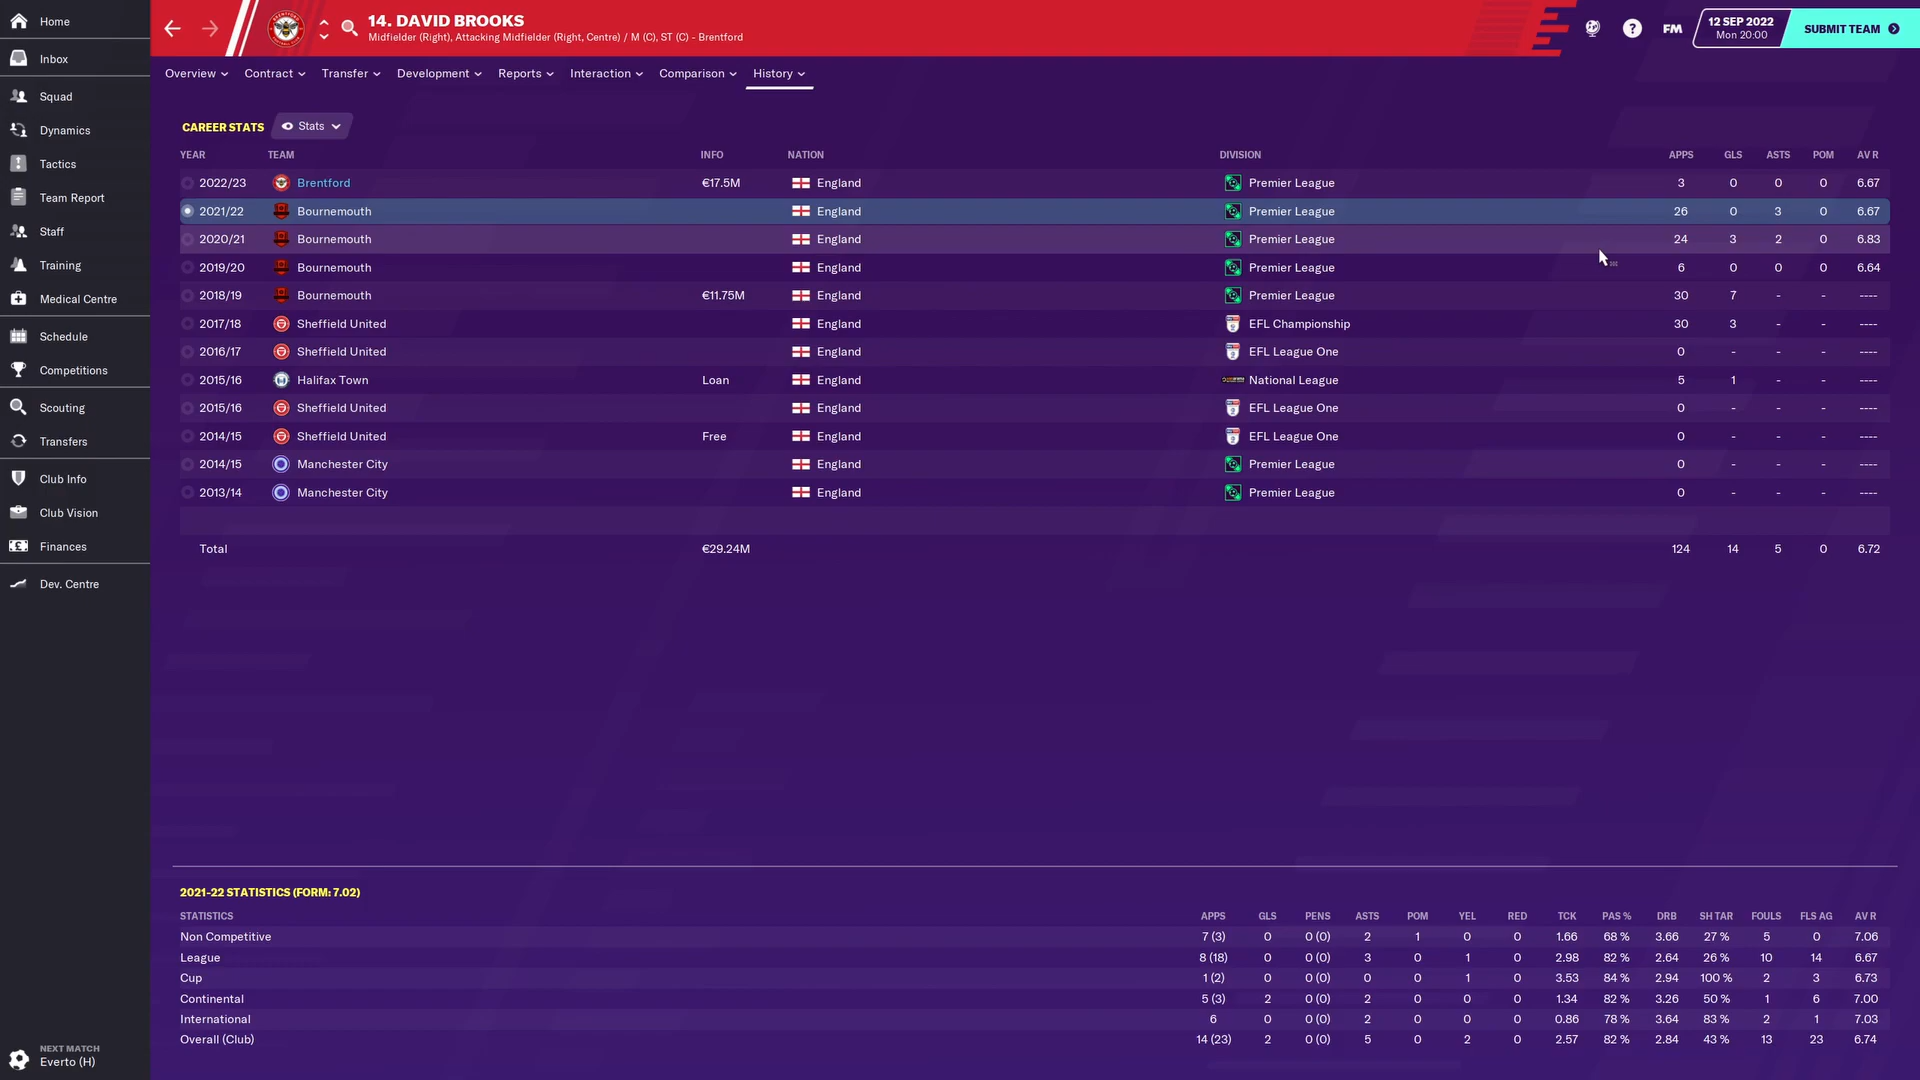 Home
Inbox
Squad
Dynamics
Tactics
Team Report
Staff
Training
Medical Centre
Schedule
Competitions
Scouting
Transfers
Club Info
Club Vision
Finances
Dev. Centre
NEXT MATCH
Everto (H)
14. DAVID BROOKS
Midfielder (Right), Attacking Midfielder (Right, Centre) / M (C), ST (C) - Brentford
? FM
12 SEP 2022
Mon 20:00
SUBMIT TEAM
Overview Contract Transfer Development Reports Interaction Comparison History
CAREER STATS Stats
YEAR TEAM INFO NATION DIVISION APPS GLS ASTS POM AV R
2022/23 Brentford €17.5M England Premier League 3 0 0 0 6.67
2021/22 Bournemouth England Premier League 26 0 3 0 6.67
2020/21 Bournemouth England Premier League 24 3 2 0 6.83
2019/20 Bournemouth England Premier League 6 0 0 0 6.64
2018/19 Bournemouth €11.75M England Premier League 30 7 - - ----
2017/18 Sheffield United England EFL Championship 30 3 - - ----
2016/17 Sheffield United England EFL League One 0 - - - ----
2015/16 Halifax Town Loan England National League 5 1 - - ----
2015/16 Sheffield United England EFL League One 0 - - - ----
2014/15 Sheffield United Free England EFL League One 0 - - - ----
2014/15 Manchester City England Premier League 0 - - - ----
2013/14 Manchester City England Premier League 0 - - - ----
Total €29.24M 124 14 5 0 6.72
2021-22 STATISTICS (FORM: 7.02)
STATISTICS APPS GLS PENS ASTS POM YEL RED TCK PAS % DRB SH TAR FOULS FLS AG AV R
Non Competitive 7 (3) 0 0 (0) 2 1 0 0 1.66 68 % 3.66 27 % 5 0 7.06
League 8 (18) 0 0 (0) 3 0 1 0 2.98 82 % 2.64 26 % 10 14 6.67
Cup 1 (2) 0 0 (0) 0 0 1 0 3.53 84 % 2.94 100 % 2 3 6.73
Continental 5 (3) 2 0 (0) 2 0 0 0 1.34 82 % 3.26 50 % 1 6 7.00
International 6 0 0 (0) 2 0 0 0 0.86 78 % 3.64 83 % 2 1 7.03
Overall (Club) 14 (23) 2 0 (0) 5 0 2 0 2.57 82 % 2.84 43 % 13 23 6.74